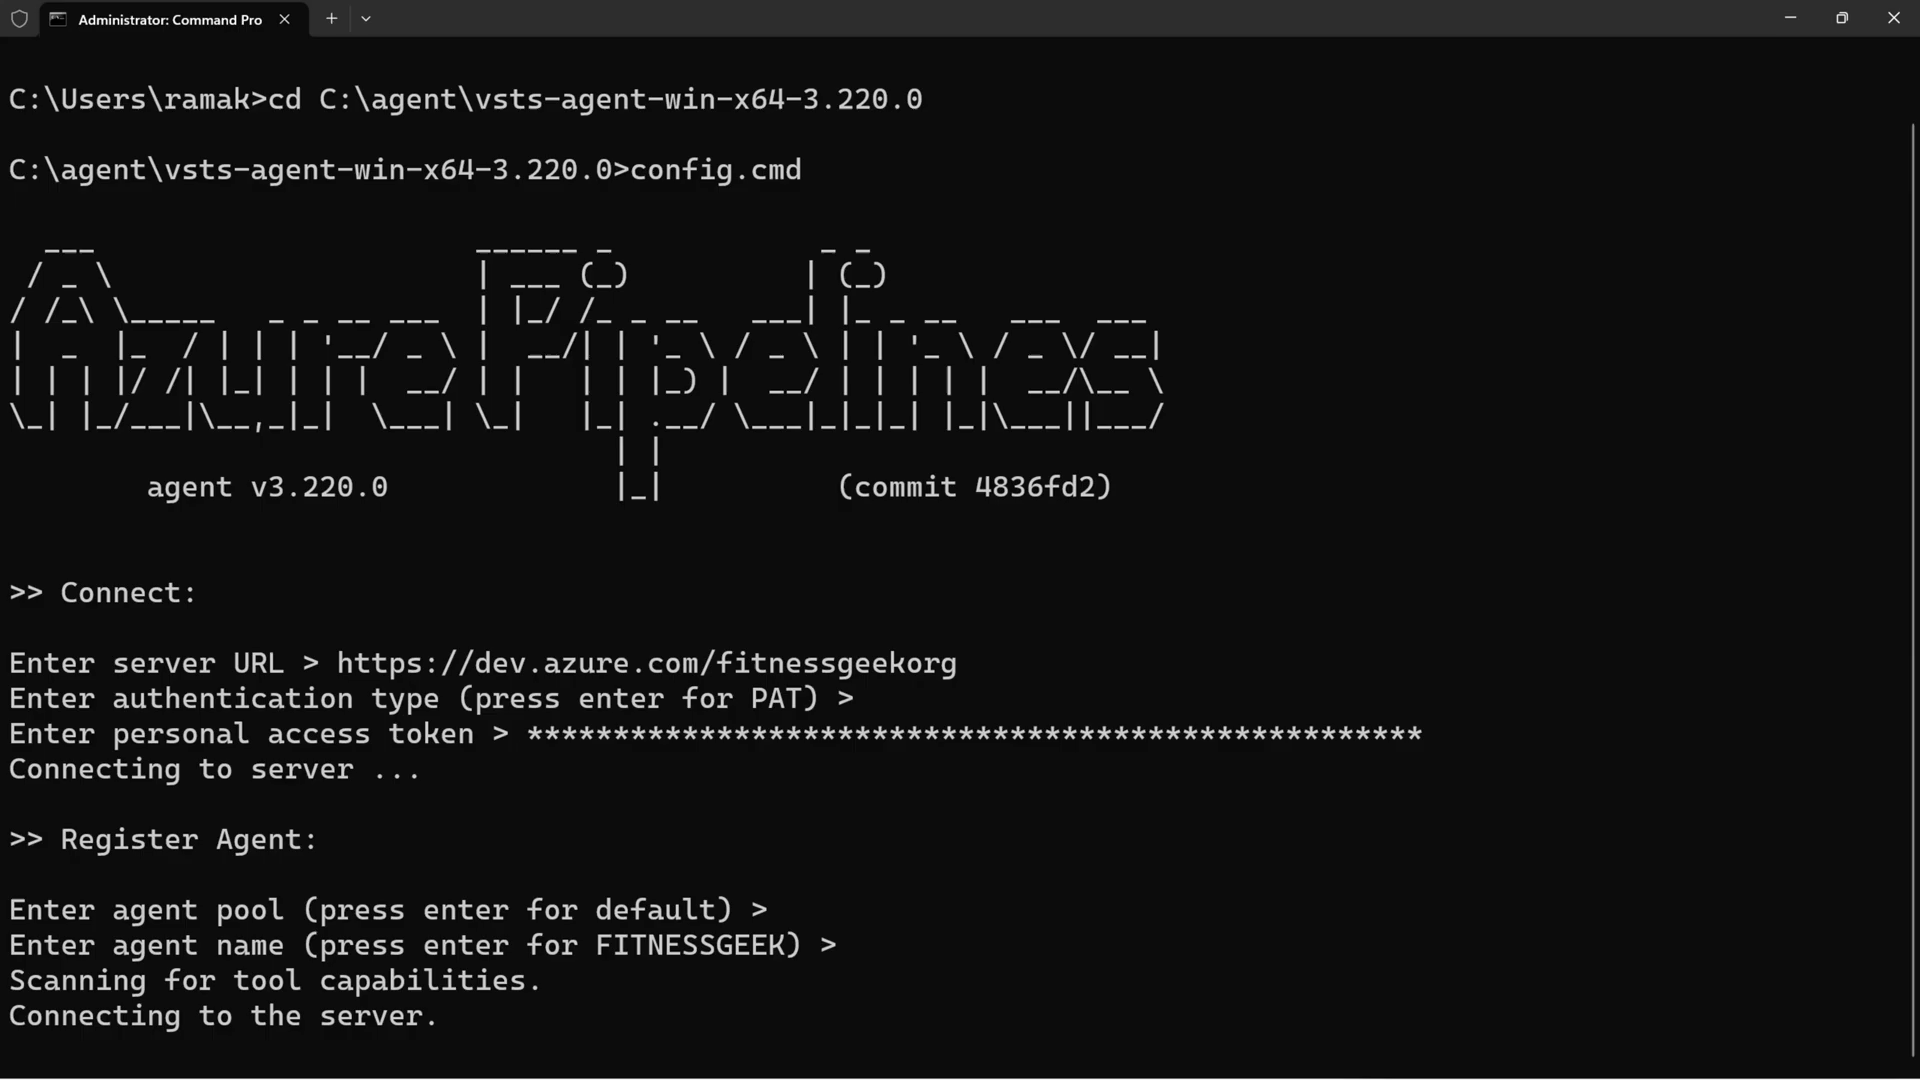 Administrator: Command Pro
C:\Users\ramak>cd C:\agent\vsts-agent-win-x64-3.220.0
C:\agent\vsts-agent-win-x64-3.220.0>config.cmd
Azure Pipelines
agent v3.220.0 (commit 4836fd2)
>> Connect:
Enter server URL > https://dev.azure.com/fitnessgeekorg
Enter authentication type (press enter for PAT) >
Enter personal access token > ****************************************************
Connecting to server ...
>> Register Agent:
Enter agent pool (press enter for default) >
Enter agent name (press enter for FITNESSGEEK) >
Scanning for tool capabilities.
Connecting to the server.